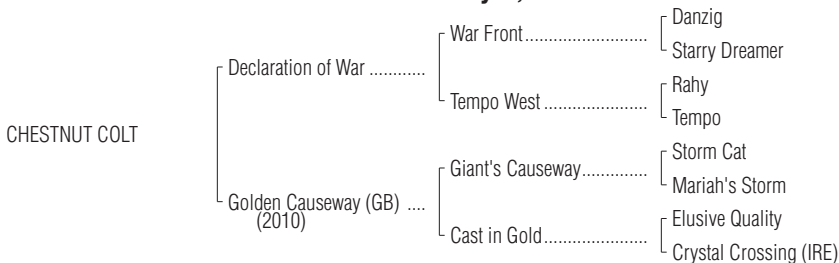 Danzig
War Front..............................
Starry Dreamer
Declaration of War ............
Rahy
Tempo West .........................
Tempo
CHESTNUT COLT
Storm Cat
Giant's Causeway...............
Mariah's Storm
Golden Causeway (GB) ....
(2010)
Elusive Quality
Cast in Gold.........................
Crystal Crossing (IRE)